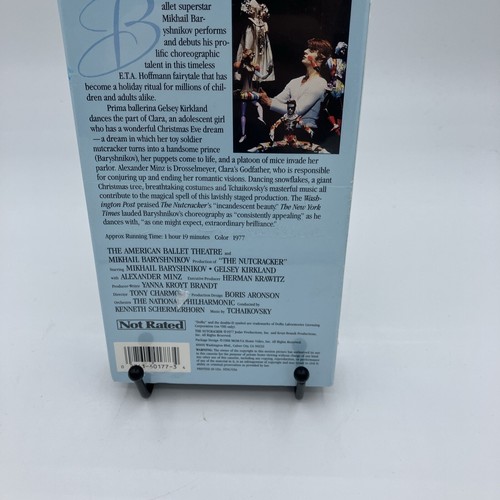 Ballet superstar
Mikhail Bar-
yshnikov performs
and debuts his pro-
lific choreographic
talent in this timeless
E.T.A. Hoffmann fairytale that has
become a holiday ritual for millions of chil-
dren and adults alike.
Prima ballerina Gelsey Kirkland
dances the part of Clara, an adolescent girl
who has a wonderful Christmas Eve dream
—a dream in which her toy soldier
nutcracker turns into a handsome prince
(Baryshnikov), her puppets come to life, and a platoon of mice invade her
parlor. Alexander Minz is Drosselmeyer, Clara's Godfather, who is responsible
for conjuring up and ending her romantic visions. Dancing snowflakes, a giant
Christmas tree, breathtaking costumes and Tchaikovsky's masterful music all
contribute to the magical spell of this lavishly staged production. The Wash-
ington Post praised The Nutcracker's "incandescent beauty." The New York
Times lauded Baryshnikov's choreography as "consistently appealing" as he
dances with, "as one might expect, extraordinary brilliance."
Approx. Running Time: 1 hour 19 minutes Color 1977
THE AMERICAN BALLET THEATRE and
MIKHAIL BARYSHNIKOV Production of "THE NUTCRACKER"
Starring MIKHAIL BARYSHNIKOV • GELSEY KIRKLAND
with ALEXANDER MINZ Executive Producer HERMAN KRAWITZ
Producer/Writer YANNA KROYT BRANDT
Director TONY CHARMOLI Production Design BORIS ARONSON
Orchestra THE NATIONAL PHILHARMONIC Conducted by
KENNETH SCHERMERHORN Music by TCHAIKOVSKY
Not Rated
50177-3 6